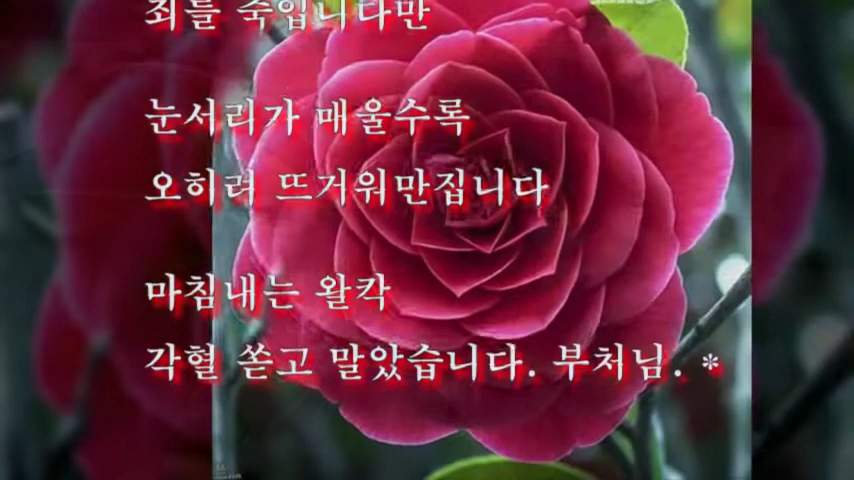 죄를 죽입니다만
눈서리가 매울수록
오히려 뜨거워만집니다
마침내는 왈칵
각혈 쏟고 말았습니다. 부처님. *